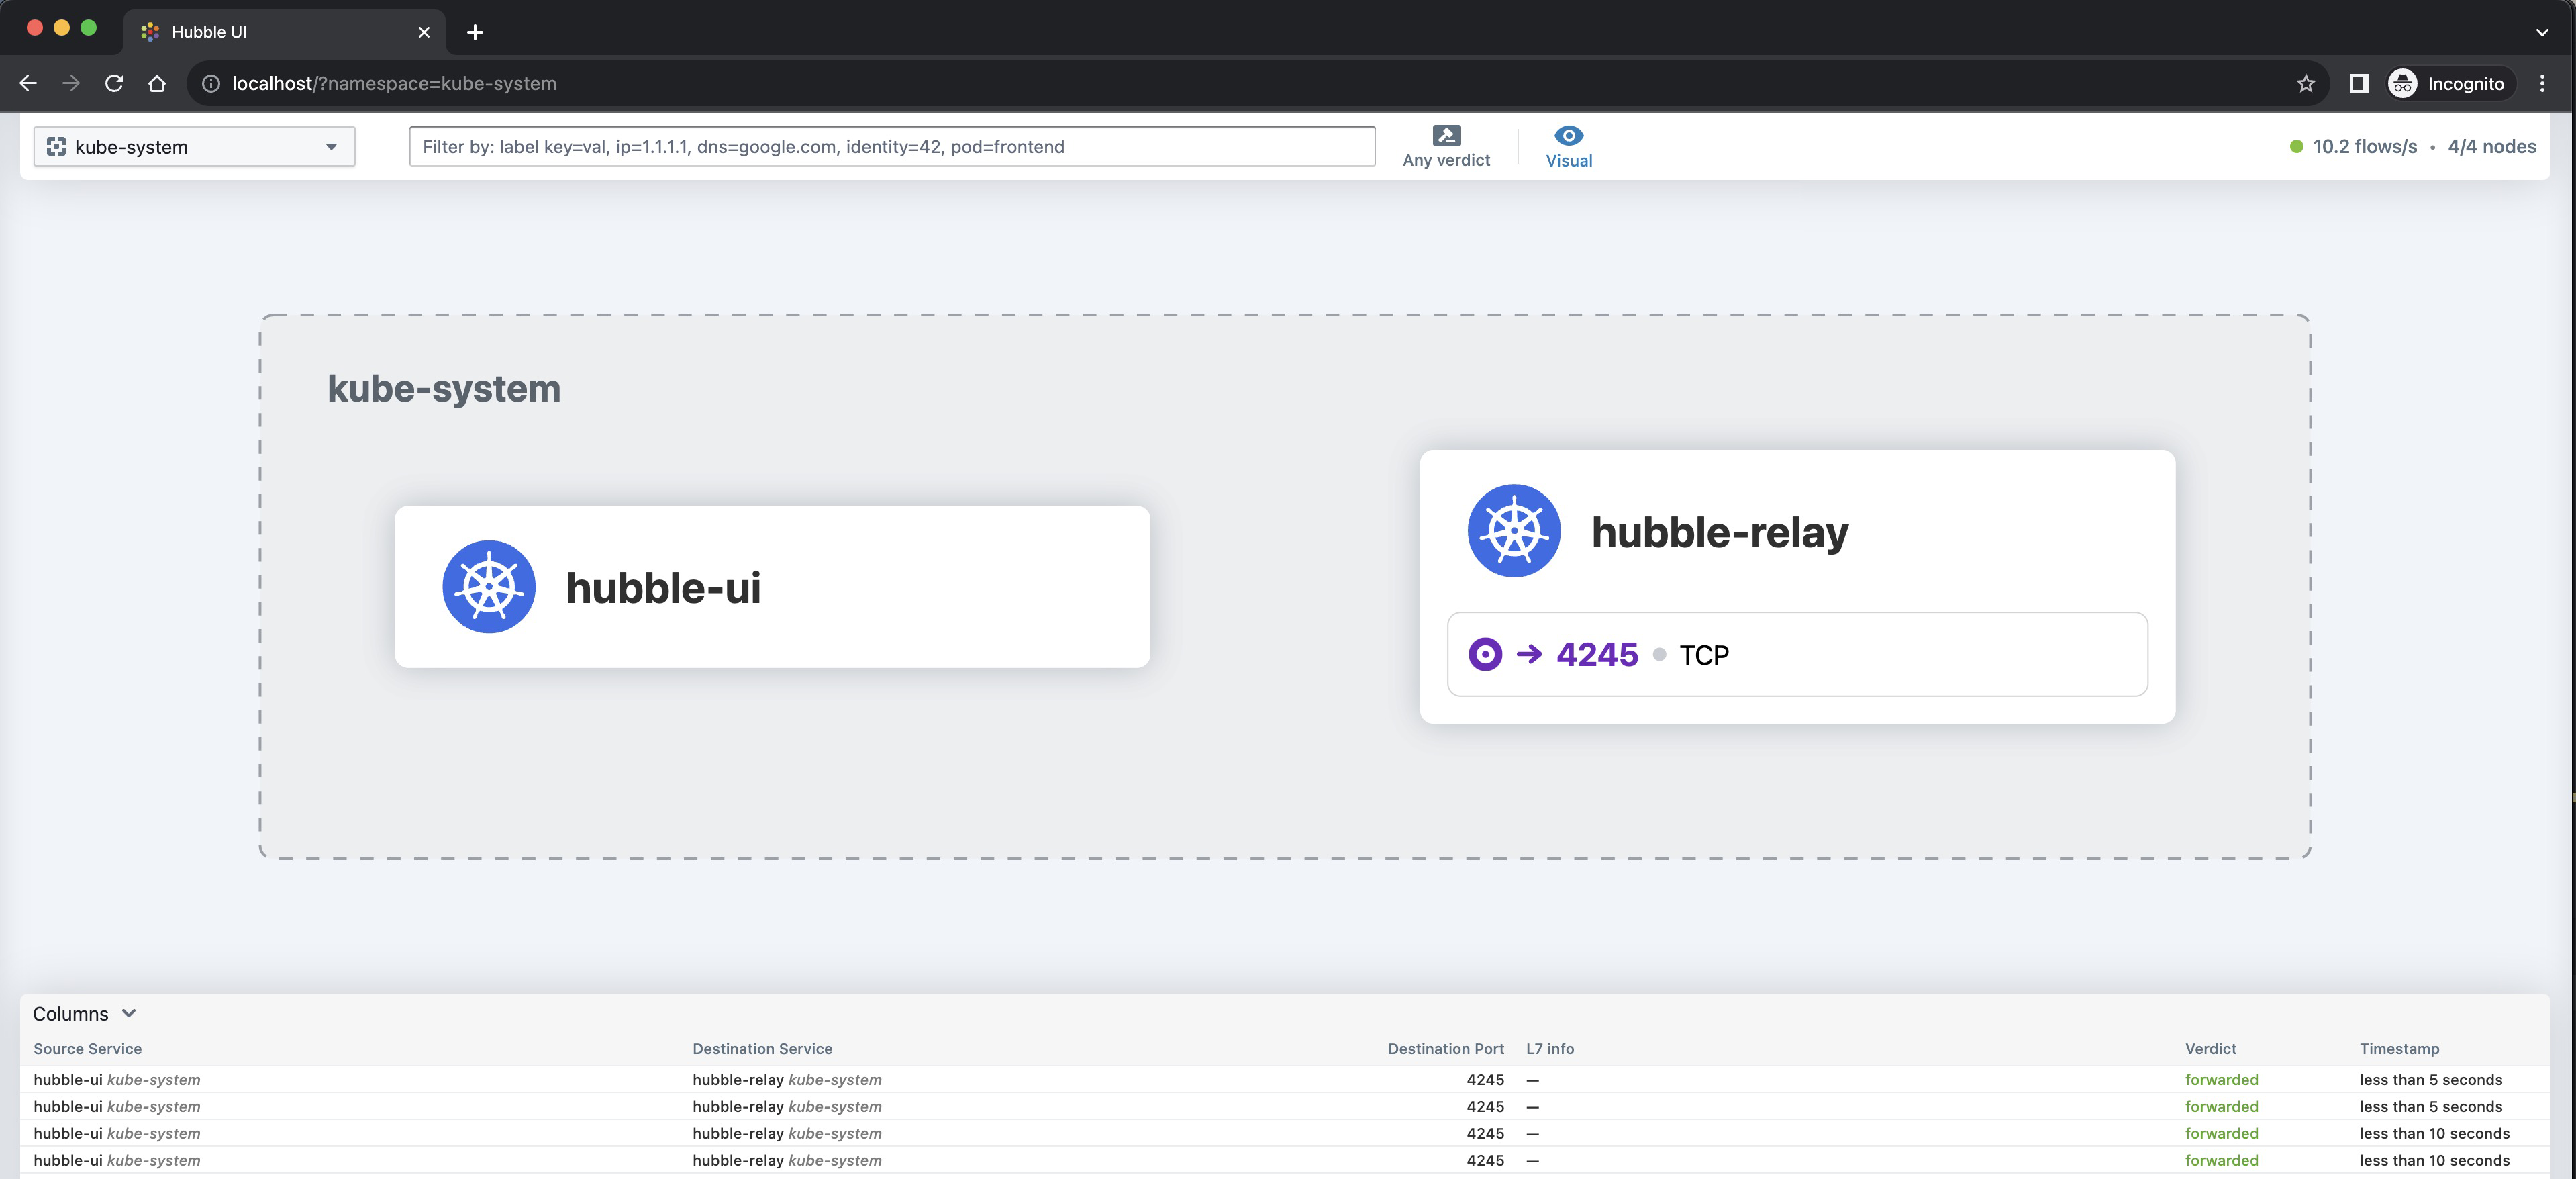 Hubble UI
localhost/?namespace=kube-system
Incognito
kube-system
Filter by: label key=val, ip=1.1.1.1, dns=google.com, identity=42, pod=frontend
Any verdict
Visual
10.2 flows/s • 4/4 nodes
kube-system
hubble-ui
hubble-relay
4245 TCP
Columns
Source Service Destination Service Destination Port L7 info Verdict Timestamp
hubble-ui kube-system hubble-relay kube-system 4245 — forwarded less than 5 seconds
hubble-ui kube-system hubble-relay kube-system 4245 — forwarded less than 5 seconds
hubble-ui kube-system hubble-relay kube-system 4245 — forwarded less than 10 seconds
hubble-ui kube-system hubble-relay kube-system 4245 — forwarded less than 10 seconds